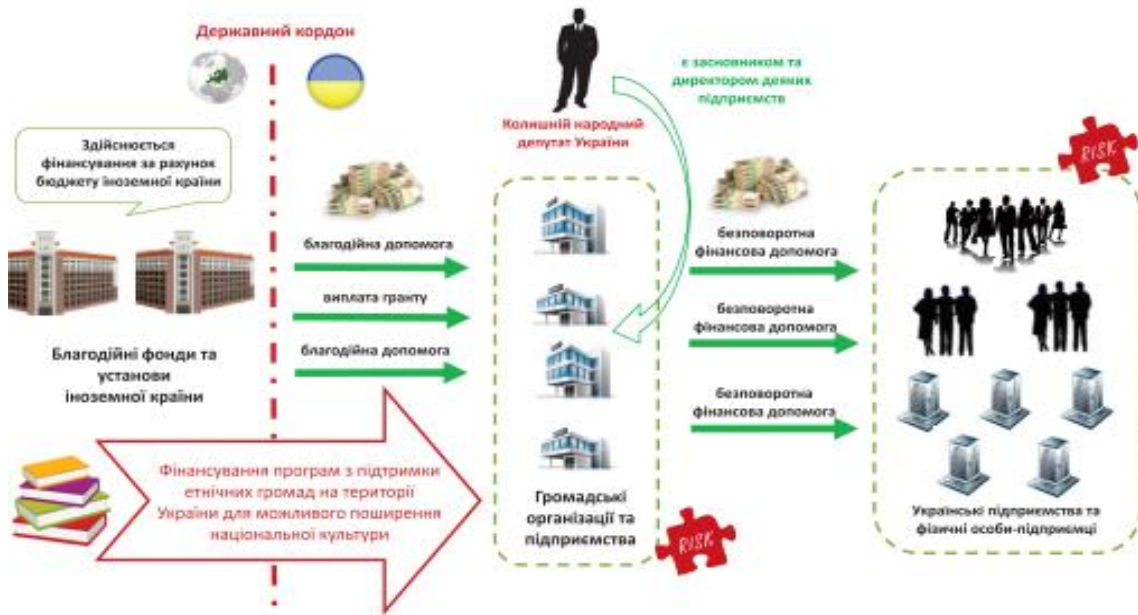 Державний кордон
Здійснюється
фінансування за рахунок
бюджету іноземної країни
Благодійні фонди та
установи
іноземної країни
благодійна допомога
виплата гранту
благодійна допомога
Фінансування програм з підтримки
етнічних громад на території
України для можливого поширення
національної культури
Колишній народний
депутат України
є засновником та
директором деяких
підприємств
Громадські
організації та
підприємства
RISK
безповоротна
фінансова допомога
безповоротна
фінансова допомога
безповоротна
фінансова допомога
RISK
Українські підприємства та
фізичні особи-підприємці